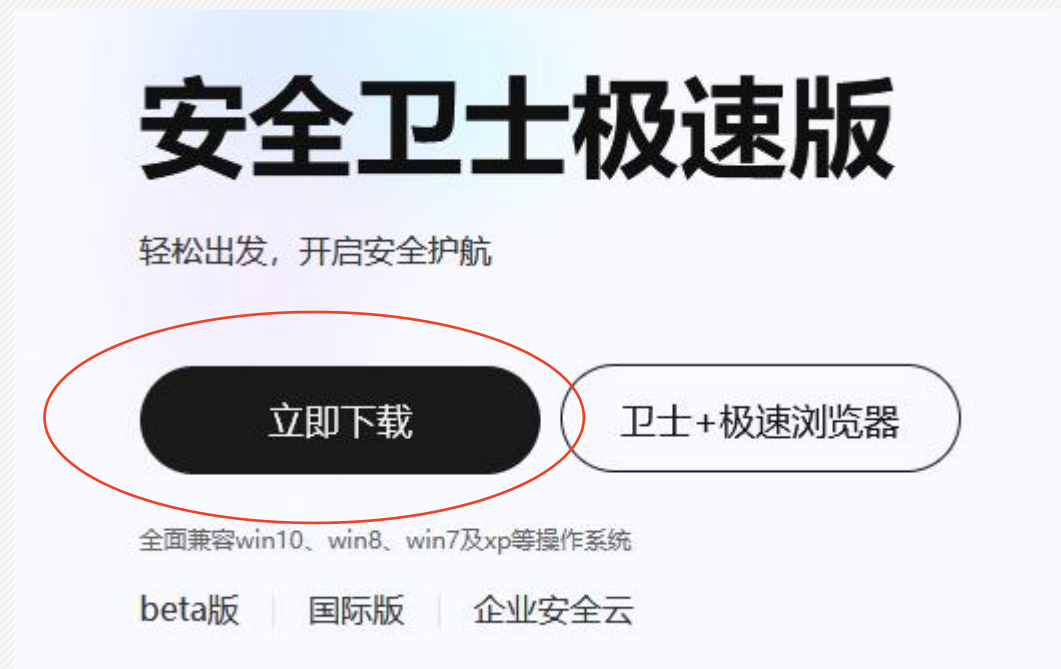 安全卫士极速版
轻松出发，开启安全护航
立即下载 卫士+极速浏览器
全面兼容win10、win8、win7及xp等操作系统
beta版 国际版 企业安全云